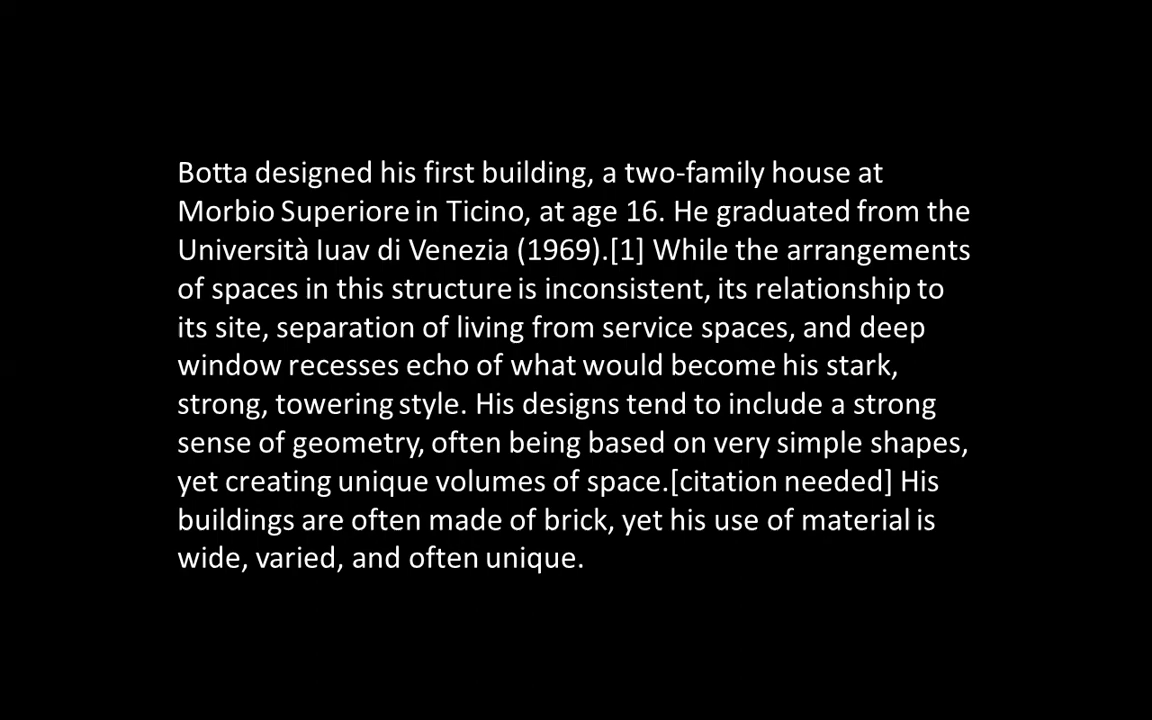 Botta designed his first building, a two-family house at
Morbio Superiore in Ticino, at age 16. He graduated from the
Università Iuav di Venezia (1969).[1] While the arrangements
of spaces in this structure is inconsistent, its relationship to
its site, separation of living from service spaces, and deep
window recesses echo of what would become his stark,
strong, towering style. His designs tend to include a strong
sense of geometry, often being based on very simple shapes,
yet creating unique volumes of space.[citation needed] His
buildings are often made of brick, yet his use of material is
wide, varied, and often unique.